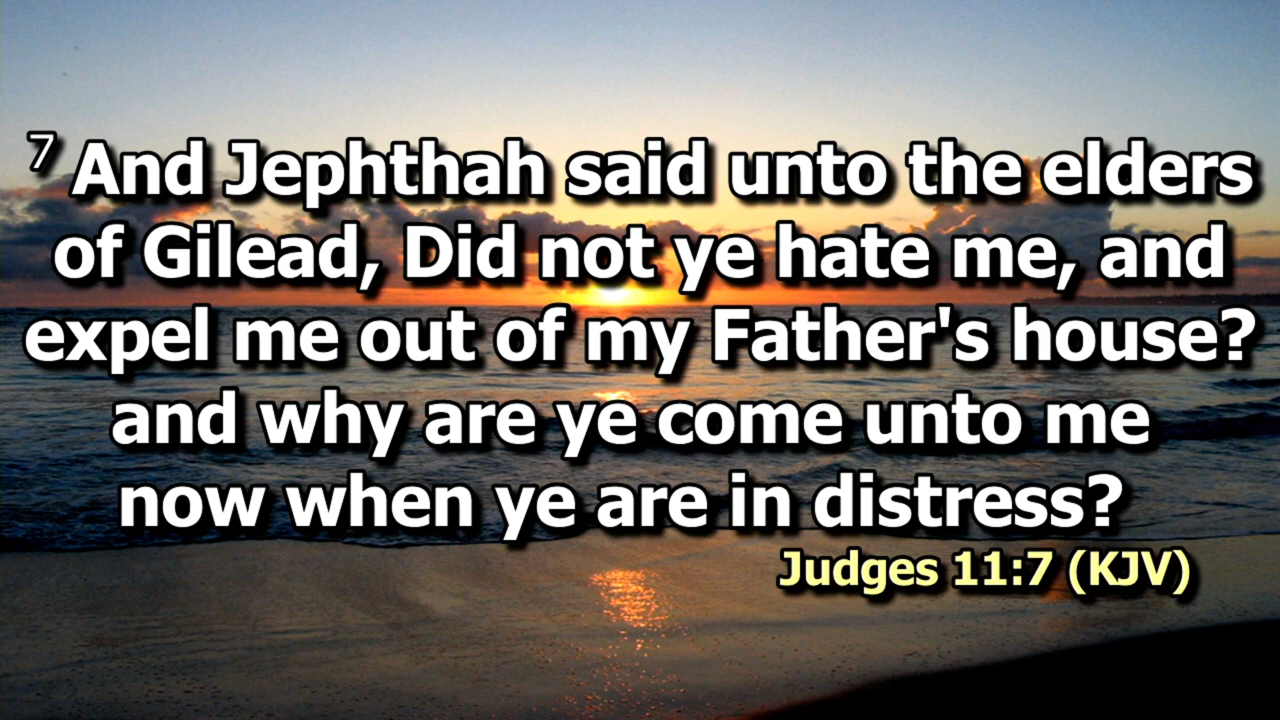 7 And Jephthah said unto the elders
of Gilead, Did not ye hate me, and
expel me out of my Father's house?
and why are ye come unto me
now when ye are in distress?
Judges 11:7 (KJV)